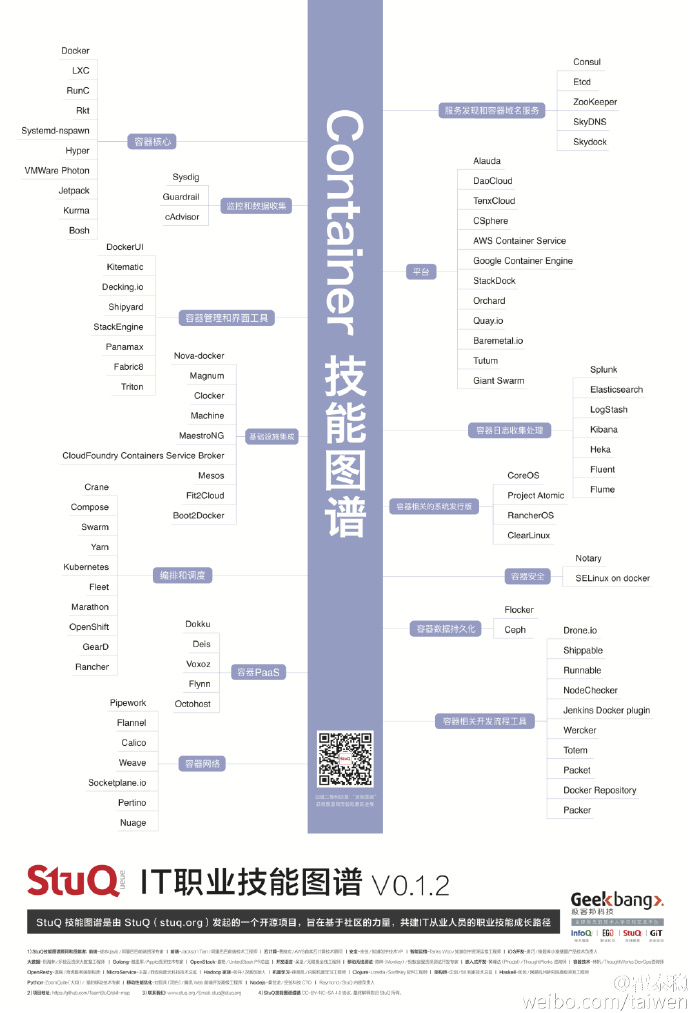 Docker
LXC
RunC
Rkt
Systemd-nspawn
Hyper
VMWare Photon
Jetpack
Kurma
Bosh
容器核心
Sysdig
Guardrail
cAdvisor
监控和数据收集
DockerUI
Kitematic
Decking.io
Shipyard
StackEngine
Panamax
Fabric8
Triton
容器管理和界面工具
Nova-docker
Magnum
Clocker
Machine
MaestroNG
CloudFoundry Containers Service Broker
Mesos
Fit2Cloud
Boot2Docker
基础设施集成
Crane
Compose
Swarm
Yarn
Kubernetes
Fleet
Marathon
OpenShift
GearD
Rancher
编排和调度
Dokku
Deis
Voxoz
Flynn
Octohost
容器PaaS
Pipework
Flannel
Calico
Weave
Socketplane.io
Pertino
Nuage
容器网络
Container 技能图谱
服务发现和容器域名服务
Consul
Etcd
ZooKeeper
SkyDNS
Skydock
平台
Alauda
DaoCloud
TenxCloud
CSphere
AWS Container Service
Google Container Engine
StackDock
Orchard
Quay.io
Baremetal.io
Tutum
Giant Swarm
容器日志收集处理
Splunk
Elasticsearch
LogStash
Kibana
Heka
Fluent
Flume
容器相关的系统发行版
CoreOS
Project Atomic
RancherOS
ClearLinux
容器安全
Notary
SELinux on docker
容器数据持久化
Flocker
Ceph
容器相关开发流程工具
Drone.io
Shippable
Runnable
NodeChecker
Jenkins Docker plugin
Wercker
Totem
Packet
Docker Repository
Packer
StuQ IT职业技能图谱 V0.1.2
StuQ 技能图谱是由 StuQ（stuq.org）发起的一个开源项目，旨在基于社区的力量，共建IT从业人员的职业技能成长路径
Geekbang>.
极客邦科技
InfoQ EGO StuQ GiT
weibo.com/taiwen